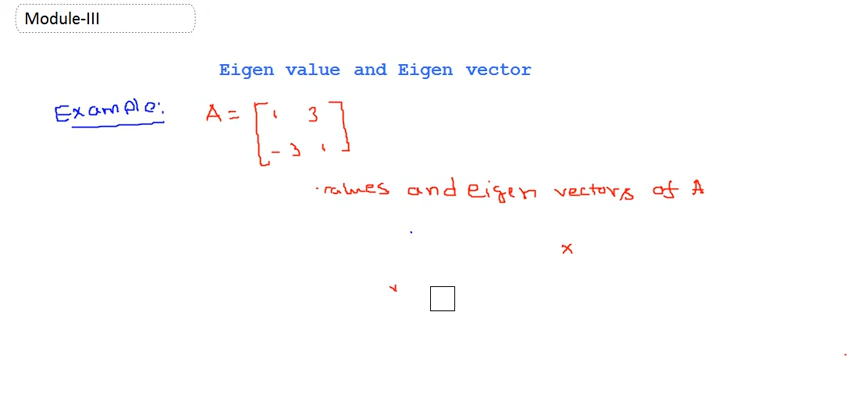 Module-III
Eigen value and Eigen vector
Example: A = [ 1 3
-3 1 ]
values and eigen vectors of A
x
x